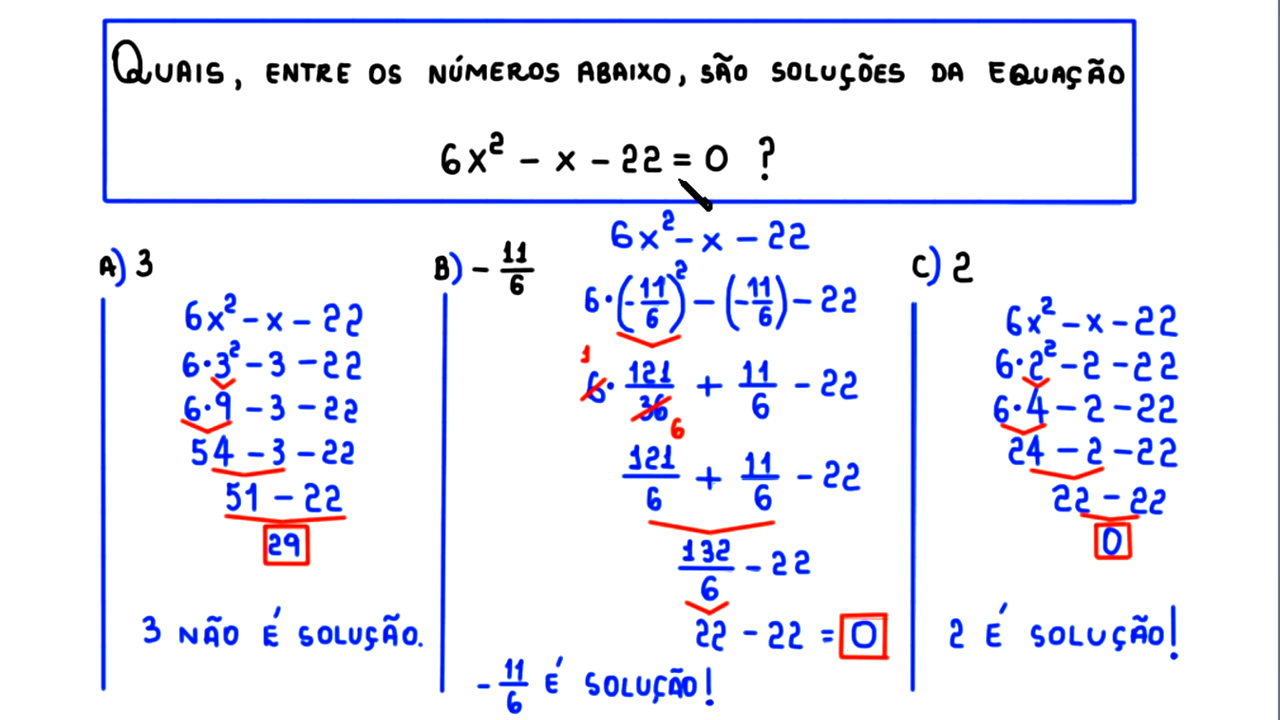 QUAIS, ENTRE OS NÚMEROS ABAIXO, SÃO SOLUÇÕES DA EQUAÇÃO
6x² - x - 22 = 0 ?
A) 3
6x² - x - 22
6·3² - 3 - 22
6·9 - 3 - 22
54 - 3 - 22
51 - 22
29
3 NÃO É SOLUÇÃO.
B) - 11/6
6x² - x - 22
6·(-11/6)² - (-11/6) - 22
1
6· 121/36 + 11/6 - 22
6
121/6 + 11/6 - 22
132/6 - 22
22 - 22 = 0
- 11/6 É SOLUÇÃO!
C) 2
6x² - x - 22
6·2² - 2 - 22
6·4 - 2 - 22
24 - 2 - 22
22 - 22
0
2 É SOLUÇÃO!